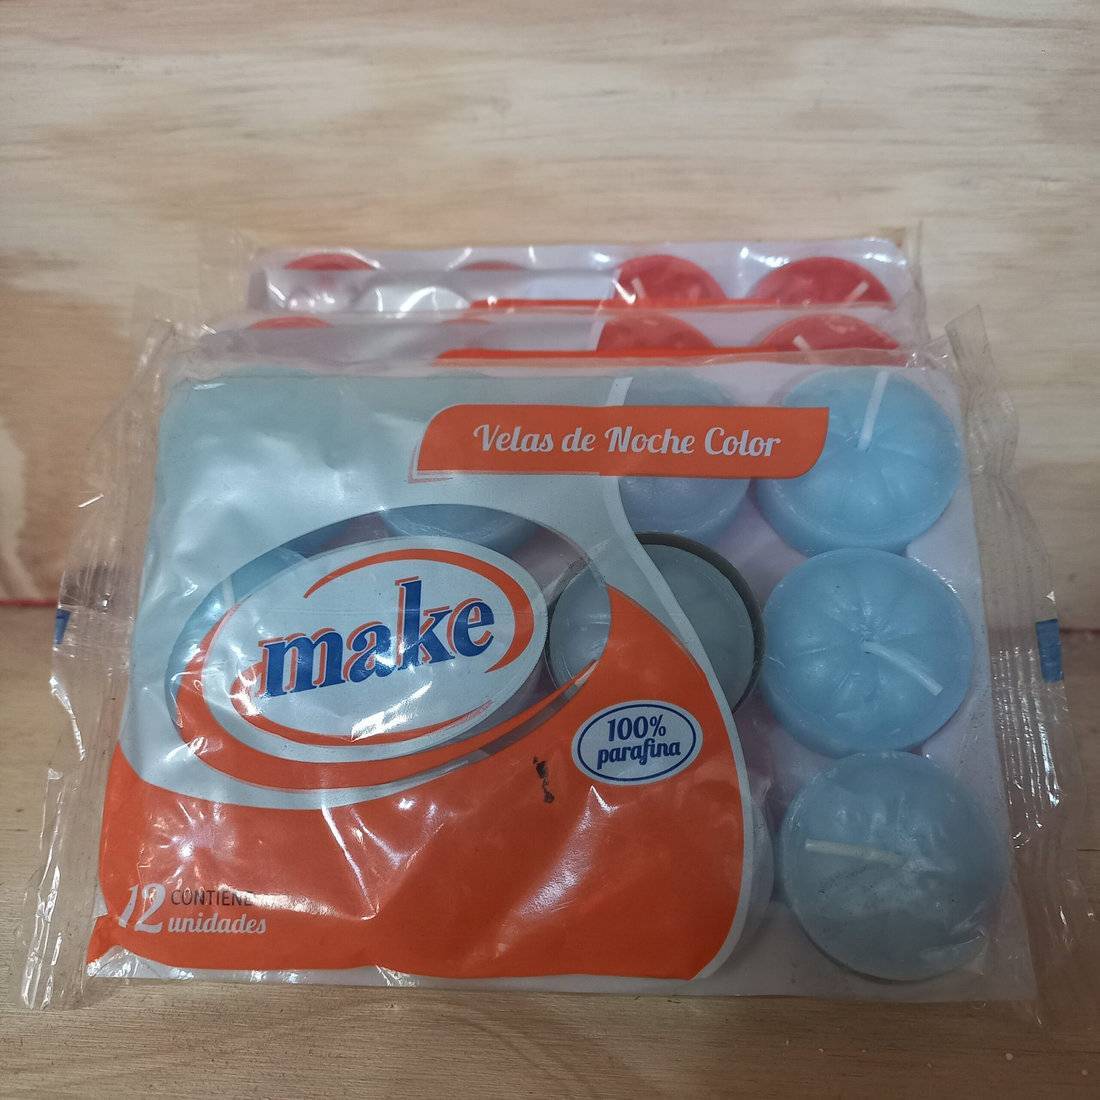 Velas de Noche Color
make
100%
parafina
12 CONTIENE
unidades